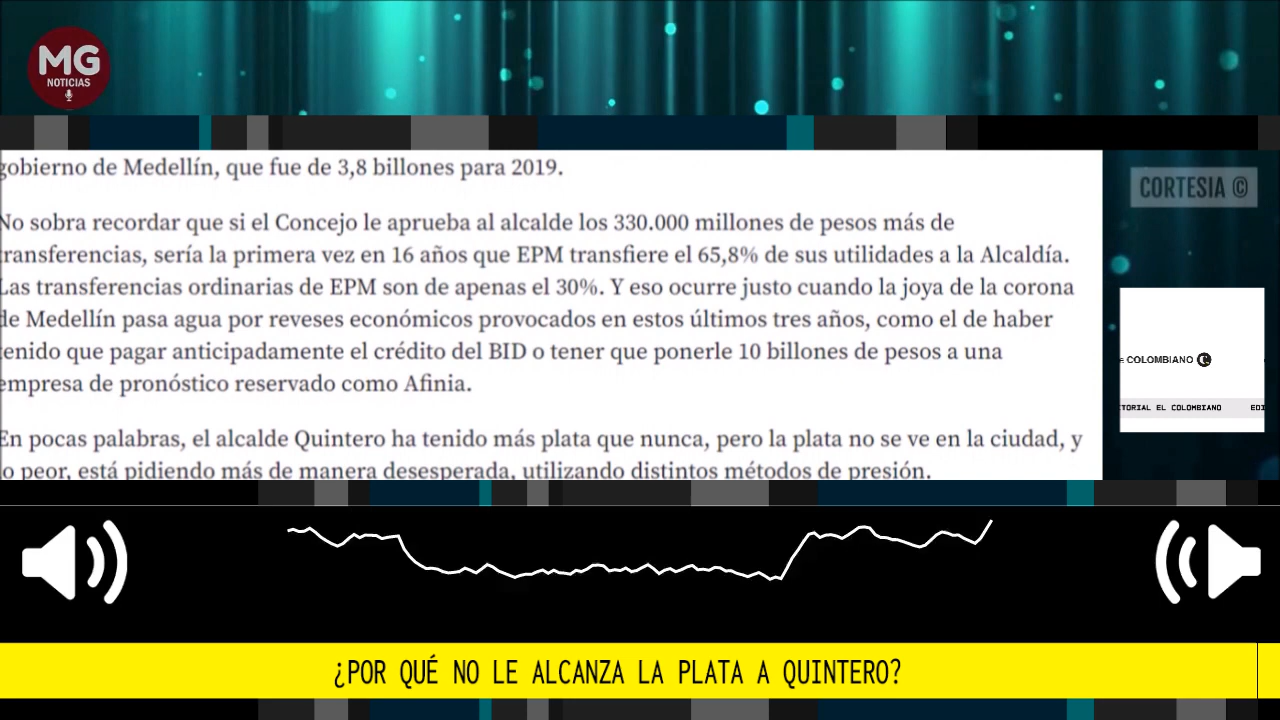 MG
NOTICIAS
gobierno de Medellín, que fue de 3,8 billones para 2019.
CORTESIA ©
No sobra recordar que si el Concejo le aprueba al alcalde los 330.000 millones de pesos más de
transferencias, sería la primera vez en 16 años que EPM transfiere el 65,8% de sus utilidades a la Alcaldía.
Las transferencias ordinarias de EPM son de apenas el 30%. Y eso ocurre justo cuando la joya de la corona
de Medellín pasa agua por reveses económicos provocados en estos últimos tres años, como el de haber
tenido que pagar anticipadamente el crédito del BID o tener que ponerle 10 billones de pesos a una
empresa de pronóstico reservado como Afinia.
En pocas palabras, el alcalde Quintero ha tenido más plata que nunca, pero la plata no se ve en la ciudad, y
lo peor, está pidiendo más de manera desesperada, utilizando distintos métodos de presión.
COLOMBIANO
TORIAL EL COLOMBIANO EDI
¿POR QUÉ NO LE ALCANZA LA PLATA A QUINTERO?